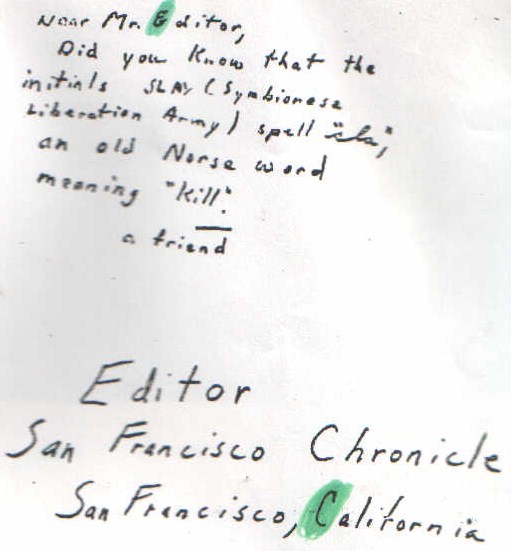 Dear Mr. Editor,
Did you Know that the
initials SLAY (Symbionese
Liberation Army) spell "sla,"
an old Norse word
meaning "kill."
a friend
Editor
San Francisco Chronicle
San Francisco, California